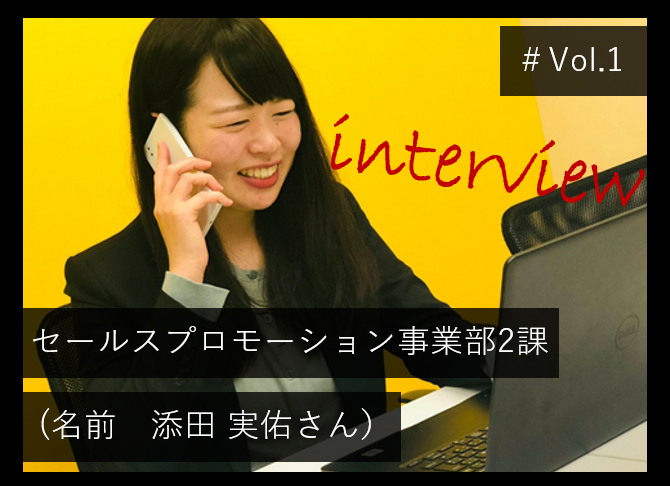 # Vol.1
interview
セールスプロモーション事業部2課
（名前　添田 実佑さん）
DELL